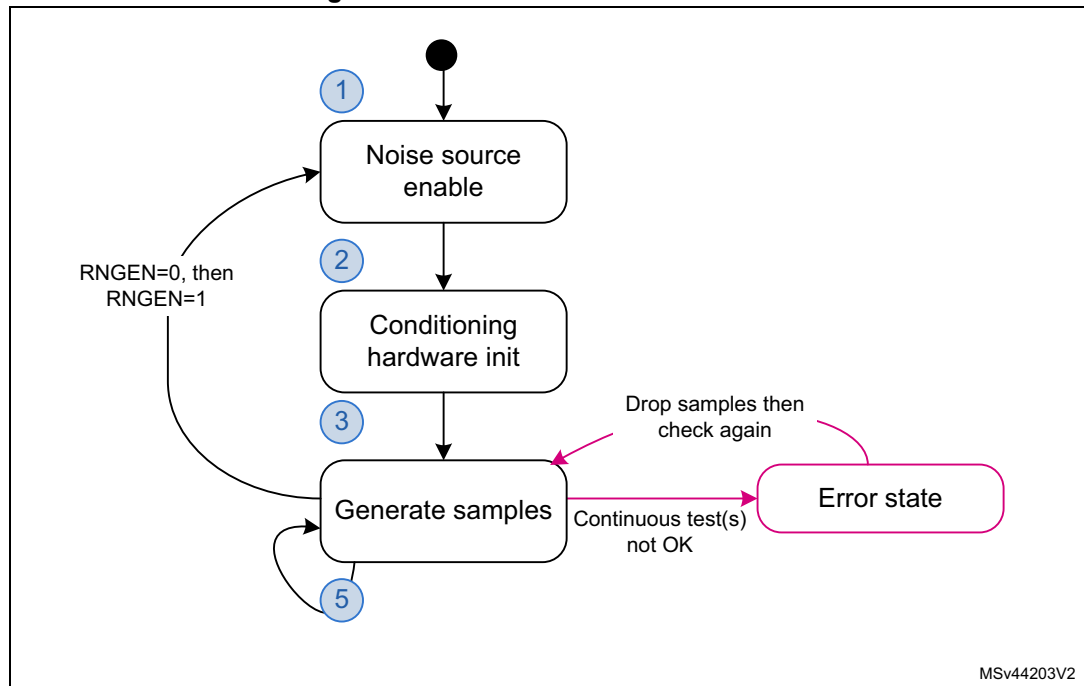 1
Noise source
enable
2
RNGEN=0, then
RNGEN=1
Conditioning
hardware init
3
Drop samples then
check again
Generate samples
Error state
Continuous test(s)
not OK
5
MSv44203V2